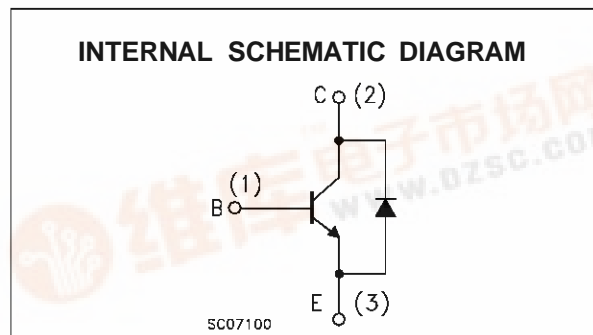 INTERNAL SCHEMATIC DIAGRAM
C (2)
(1)
B
E (3)
SC07100
维库电子市场网
www.dzsc.com